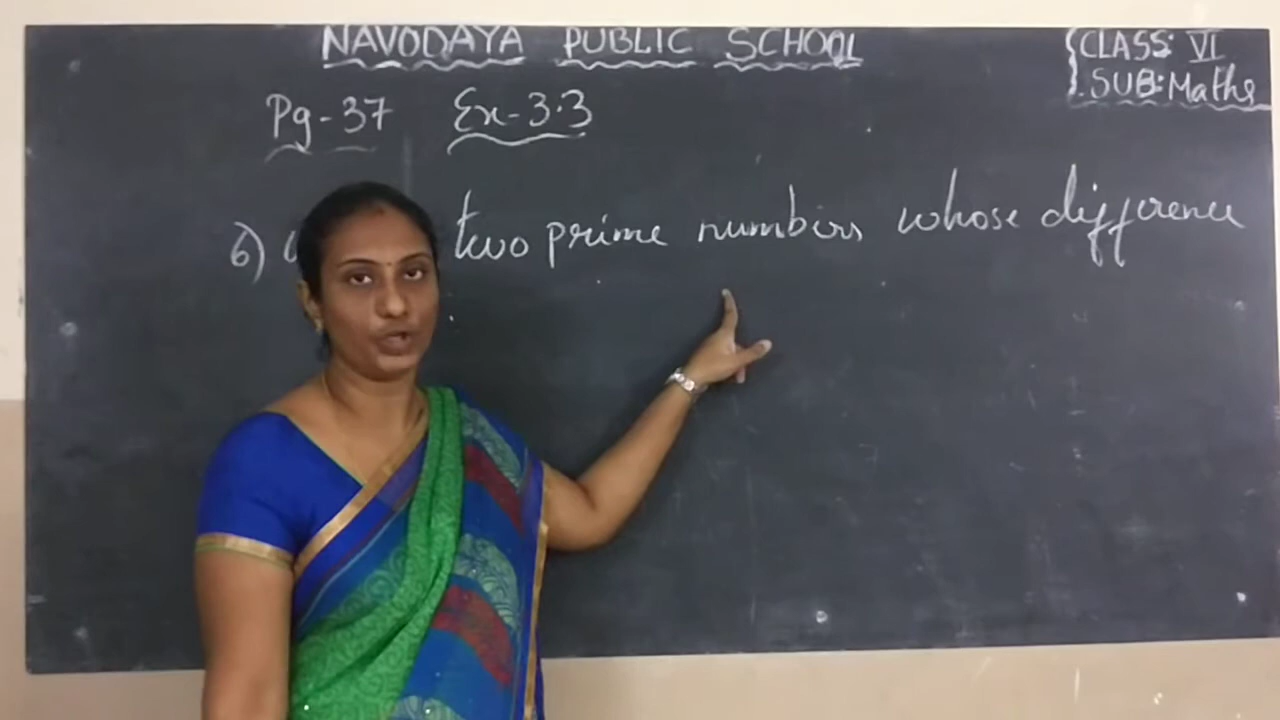 NAVODAYA PUBLIC SCHOOL
CLASS: VI
SUB: Maths
Pg-37 Ex-3.3
6) two prime numbers whose difference